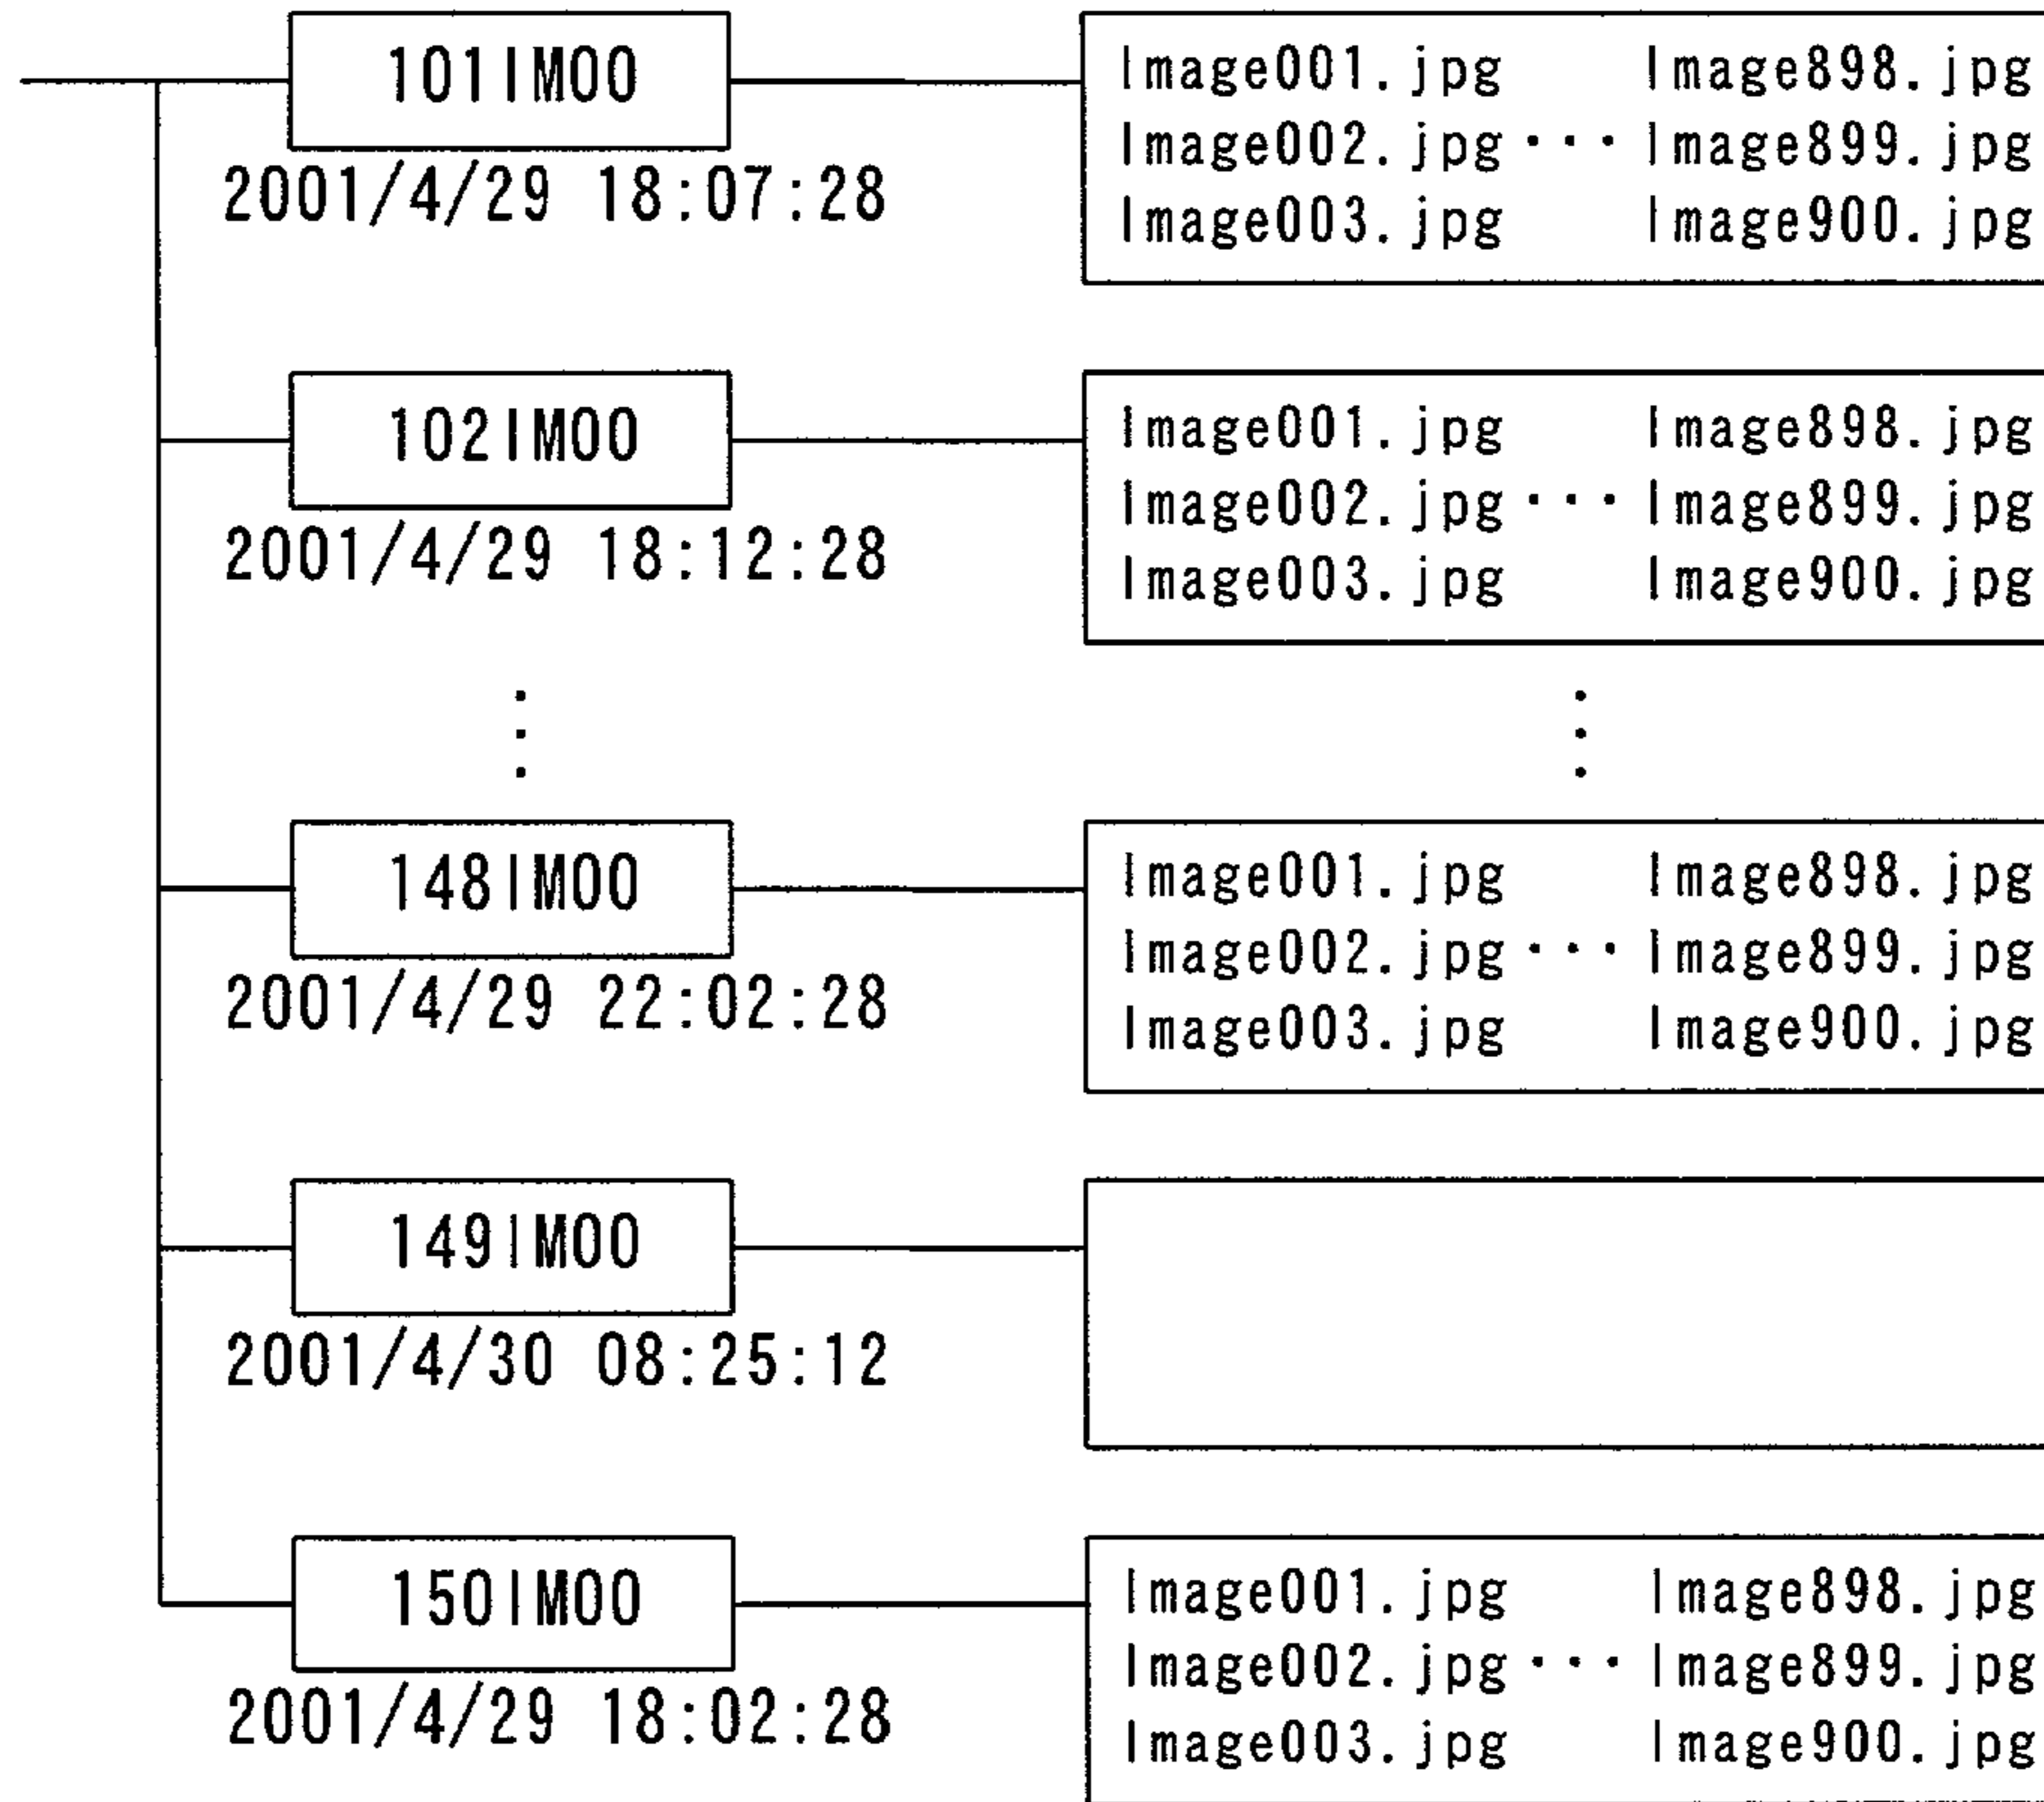 101IM00
2001/4/29 18:07:28
Image001.jpg Image898.jpg
Image002.jpg ··· Image899.jpg
Image003.jpg Image900.jpg
102IM00
2001/4/29 18:12:28
Image001.jpg Image898.jpg
Image002.jpg ··· Image899.jpg
Image003.jpg Image900.jpg
148IM00
2001/4/29 22:02:28
Image001.jpg Image898.jpg
Image002.jpg ··· Image899.jpg
Image003.jpg Image900.jpg
149IM00
2001/4/30 08:25:12
150IM00
2001/4/29 18:02:28
Image001.jpg Image898.jpg
Image002.jpg ··· Image899.jpg
Image003.jpg Image900.jpg